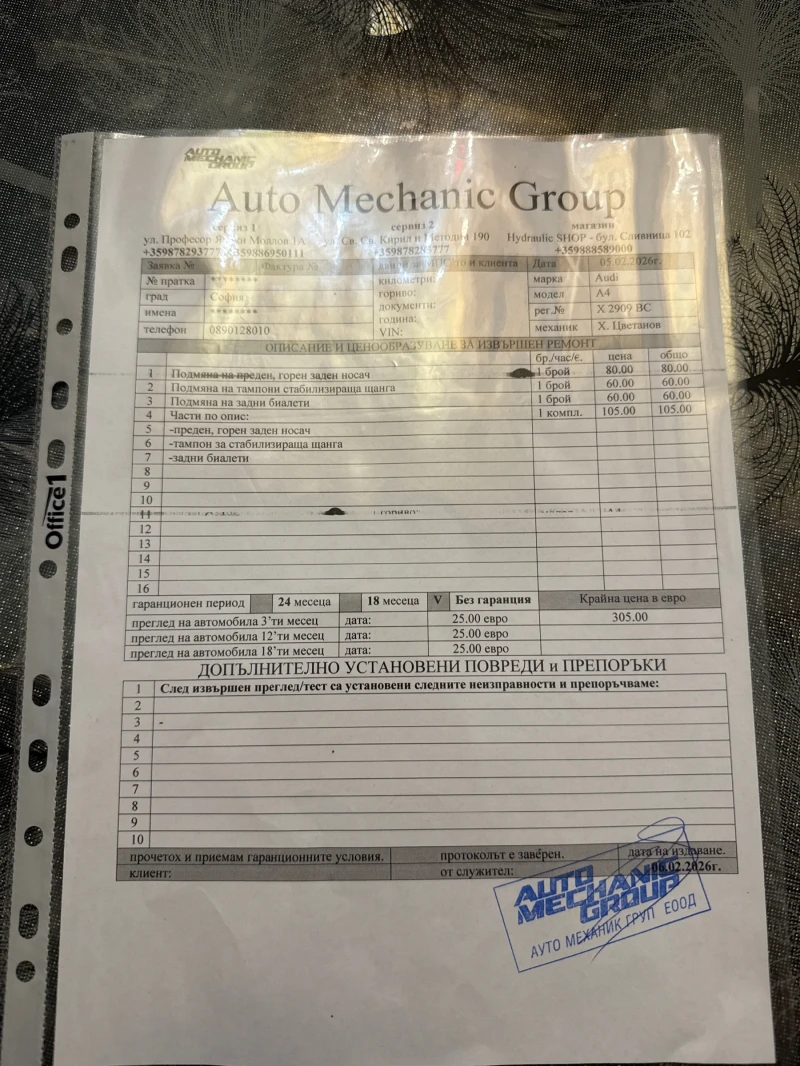 AUTO MECHANIC GROUP
Auto Mechanic Group
сервиз 1 сервиз 2 магазин
ул. Професор Модлов 1А ул. Св. Св. Кирил и Методий 190 Hydraulic SHOP - бул. Сливница 102
+359888589000
Заявка № Фактура № и клиента Дата 05.02.2026г.
№ пратка ******** километри: марка Audi
град София гориво: модел А4
имена ******** документи: рег.№ Х 2909 ВС
година:
телефон 0890128010 VIN: механик Х. Цветанов
ОПИСАНИЕ И ЦЕНООБРАЗУВАНЕ ЗА ИЗВЪРШЕН РЕМОНТ
бр./час/г. цена общо
1 Подмяна на преден, горен заден носач 1 брой 80.00 80.00
2 Подмяна на тампони стабилизираща щанга 1 брой 60.00 60.00
3 Подмяна на задни биалети 1 брой 60.00 60.00
4 Части по опис: 1 компл. 105.00 105.00
5 -преден, горен заден носач
6 -тампон за стабилизираща щанга
7 -задни биалети
8
9
10
11
12
13
14
15
16
гаранционен период 24 месеца 18 месеца V Без гаранция Крайна цена в евро
преглед на автомобила 3'ти месец дата: 25.00 евро 305.00
преглед на автомобила 12'ти месец дата: 25.00 евро
преглед на автомобила 18'ти месец дата: 25.00 евро
ДОПЪЛНИТЕЛНО УСТАНОВЕНИ ПОВРЕДИ и ПРЕПОРЪКИ
1 След извършен преглед/тест са установени следните неизправности и препоръчваме:
2
3 -
4
5
6
7
8
9
10
прочетох и приемам гаранционните условия. протоколът е заверен. дата на издаване.
клиент: от служител: 06.02.2026г.
AUTO MECHANIC GROUP
АУТО МЕХАНИК ГРУП ЕООД
Office1